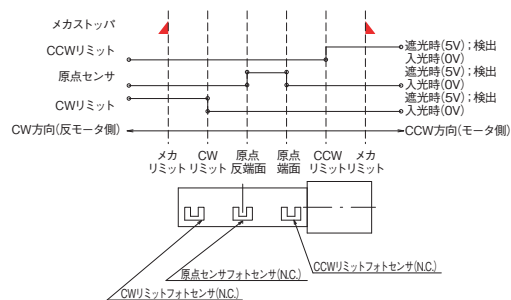 メカストッパ
CCWリミット
遮光時(5V);検出
入光時(0V)
原点センサ
遮光時(5V);検出
入光時(0V)
CWリミット
遮光時(5V);検出
入光時(0V)
CW方向(反モータ側)
CCW方向(モータ側)
メカ
リミット
CW
リミット
原点
反端面
原点
端面
CCW
リミット
メカ
リミット
CCWリミットフォトセンサ(N.C.)
原点センサフォトセンサ(N.C.)
CWリミットフォトセンサ(N.C.)